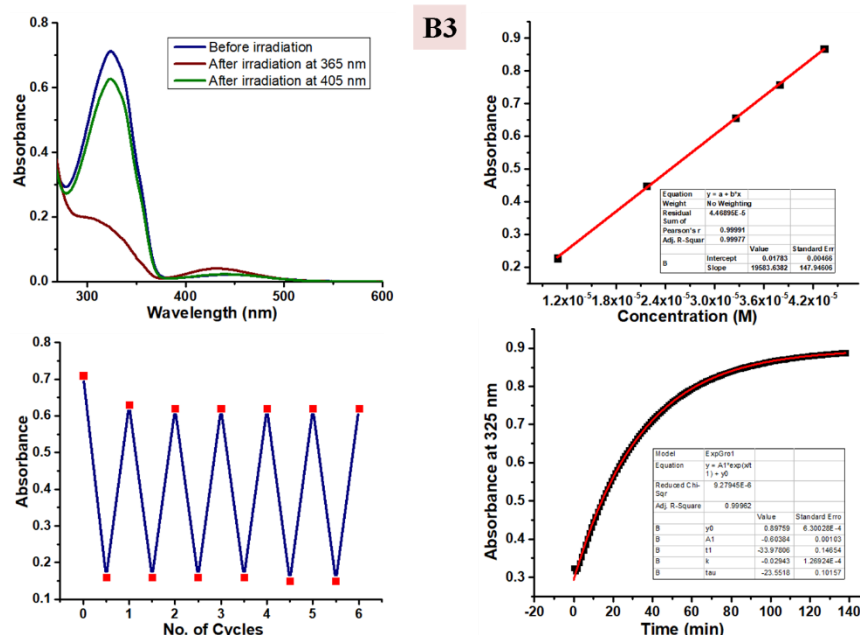 B3
0.8
0.6
0.4
0.2
0.0
Absorbance
300 400 500 600
Wavelength (nm)
Before irradiation
After irradiation at 365 nm
After irradiation at 405 nm
0.9
0.8
0.7
0.6
0.5
0.4
0.3
0.2
Absorbance
1.2x10⁻⁵ 1.8x10⁻⁵ 2.4x10⁻⁵ 3.0x10⁻⁵ 3.6x10⁻⁵ 4.2x10⁻⁵
Concentration (M)
Equation y = a + b*x
Weight No Weighting
Residual Sum of 4.46895E-5
Pearson's r 0.99991
Adj. R-Squar 0.99977
Value Standard Err
B Intercept 0.01783 0.00466
Slope 19583.6382 147.94606
0.8
0.7
0.6
0.5
0.4
0.3
0.2
0.1
Absorbance
0 1 2 3 4 5 6
No. of Cycles
0.9
0.8
0.7
0.6
0.5
0.4
0.3
Absorbance at 325 nm
-20 0 20 40 60 80 100 120 140
Time (min)
Model ExpGro1
Equation y = A1*exp(x/t1) + y0
Reduced Chi-Sqr 9.27945E-6
Adj. R-Square 0.99962
Value Standard Erro
B y0 0.89759 6.30028E-4
B A1 -0.60384 0.00103
B t1 -33.97806 0.14654
B k -0.02943 1.26924E-4
B tau -23.5518 0.10157